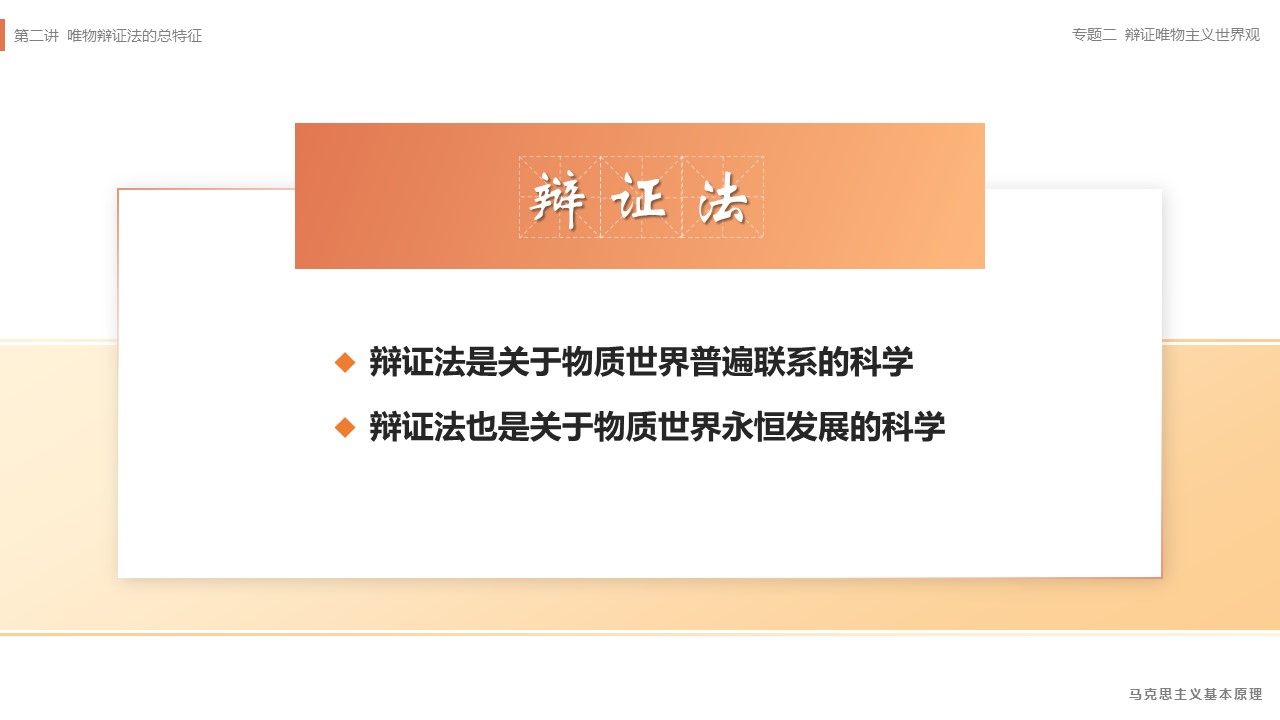 第二讲 唯物辩证法的总特征
专题二 辩证唯物主义世界观
辩证法
辩证法是关于物质世界普遍联系的科学
辩证法也是关于物质世界永恒发展的科学
马克思主义基本原理